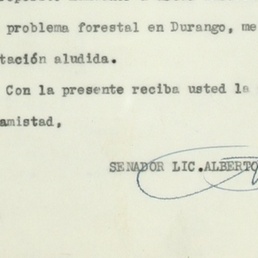 problema forestal en Durango, me
tación aludida.
Con la presente reciba usted la
amistad,
SENADOR LIC.ALBERTO